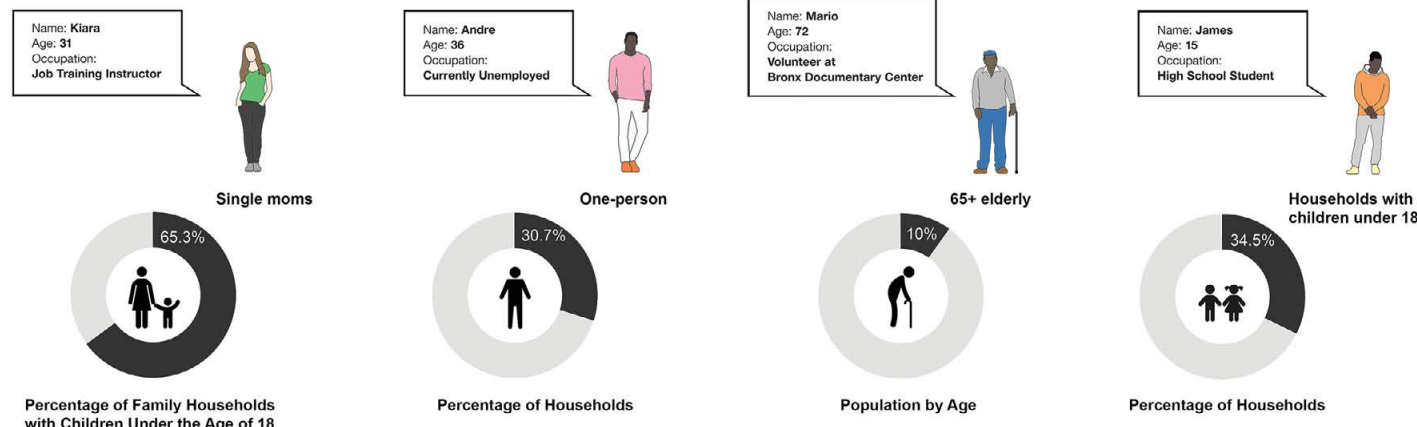 Name: Kiara
Age: 31
Occupation:
Job Training Instructor
Single moms
65.3%
Percentage of Family Households
with Children Under the Age of 18
Name: Andre
Age: 36
Occupation:
Currently Unemployed
One-person
30.7%
Percentage of Households
Name: Mario
Age: 72
Occupation:
Volunteer at
Bronx Documentary Center
65+ elderly
10%
Population by Age
Name: James
Age: 15
Occupation:
High School Student
Households with
children under 18
34.5%
Percentage of Households